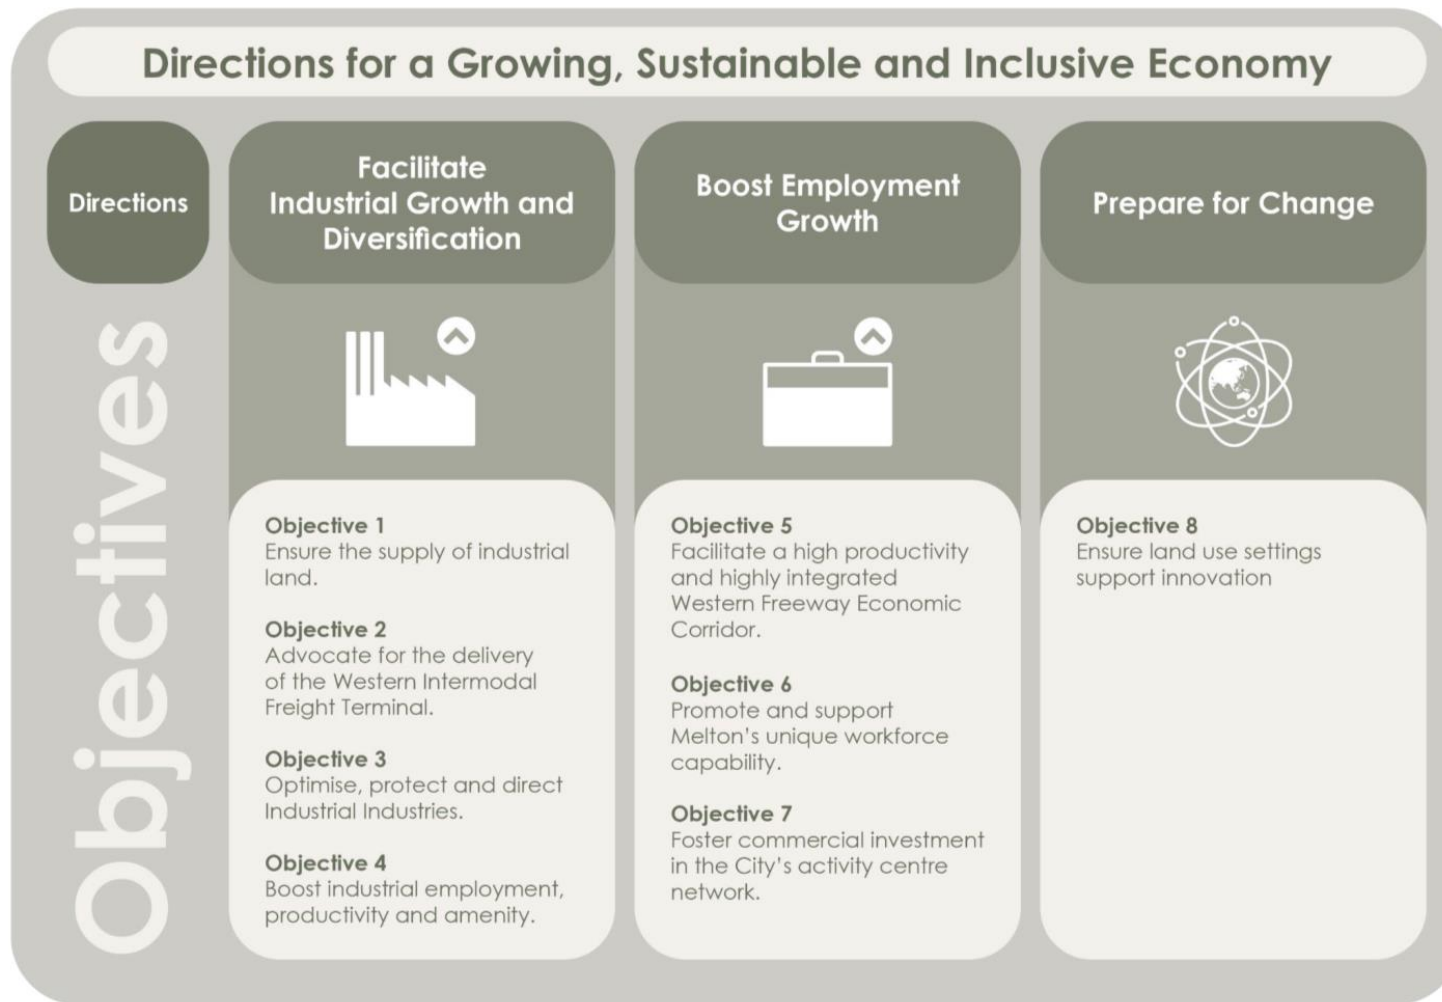 Directions for a Growing, Sustainable and Inclusive Economy
Directions
Facilitate
Industrial Growth and
Diversification
Boost Employment
Growth
Prepare for Change
Objectives
Objective 1
Ensure the supply of industrial
land.
Objective 2
Advocate for the delivery
of the Western Intermodal
Freight Terminal.
Objective 3
Optimise, protect and direct
Industrial Industries.
Objective 4
Boost industrial employment,
productivity and amenity.
Objective 5
Facilitate a high productivity
and highly integrated
Western Freeway Economic
Corridor.
Objective 6
Promote and support
Melton's unique workforce
capability.
Objective 7
Foster commercial investment
in the City's activity centre
network.
Objective 8
Ensure land use settings
support innovation